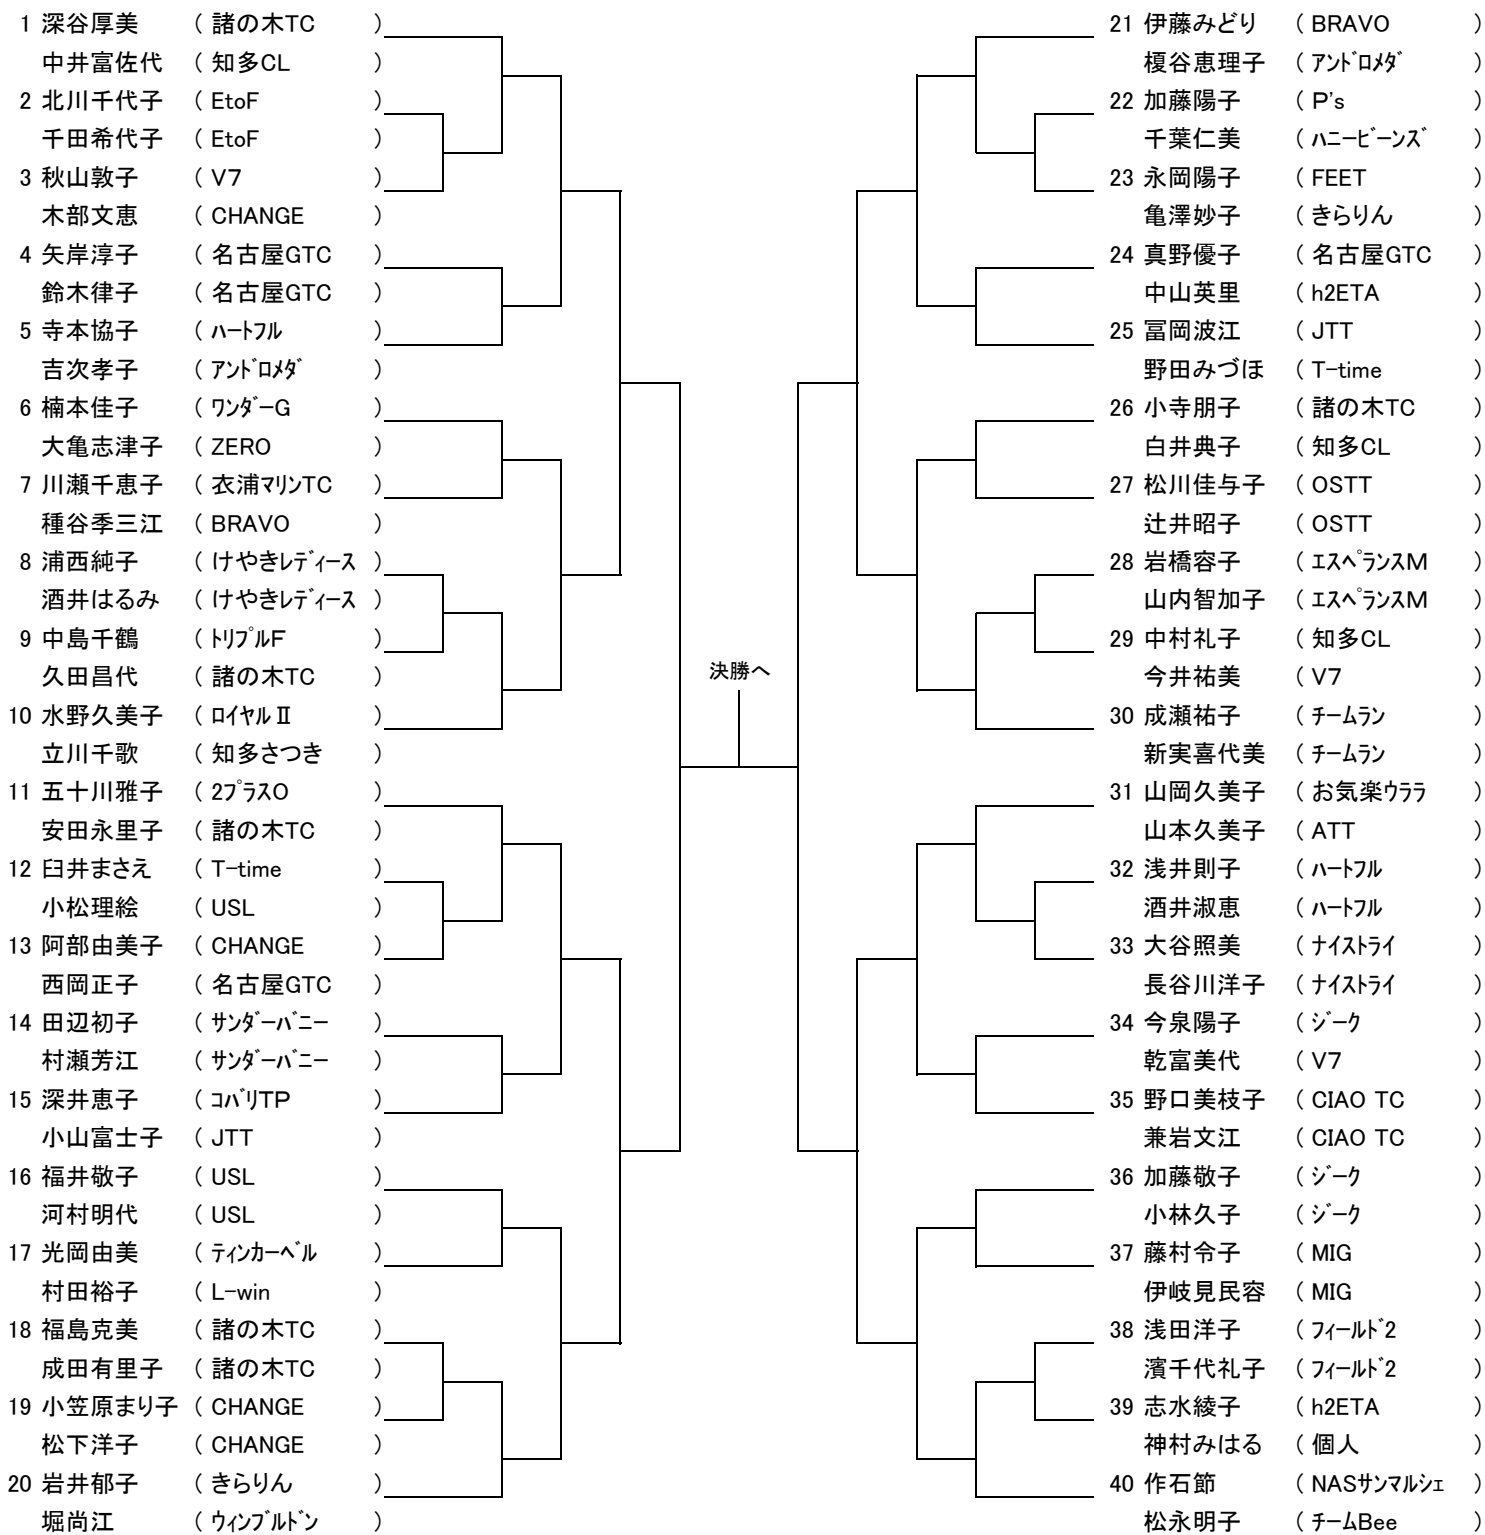 1 深谷厚美 ( 諸の木TC )
中井富佐代 ( 知多CL )
2 北川千代子 ( EtoF )
千田希代子 ( EtoF )
3 秋山敦子 ( V7 )
木部文恵 ( CHANGE )
4 矢岸淳子 ( 名古屋GTC )
鈴木律子 ( 名古屋GTC )
5 寺本協子 ( ﾊｰﾄﾌﾙ )
吉次孝子 ( ｱﾝﾄﾞﾛﾒﾀﾞ )
6 楠本佳子 ( ﾜﾝﾀﾞｰG )
大亀志津子 ( ZERO )
7 川瀬千恵子 ( 衣浦ﾏﾘﾝTC )
種谷季三江 ( BRAVO )
8 浦西純子 ( けやきﾚﾃﾞｨｰｽ )
酒井はるみ ( けやきﾚﾃﾞｨｰｽ )
9 中島千鶴 ( ﾄﾘﾌﾟﾙF )
久田昌代 ( 諸の木TC )
10 水野久美子 ( ﾛｲﾔﾙⅡ )
立川千歌 ( 知多さつき )
11 五十川雅子 ( 2ﾌﾟﾗｽO )
安田永里子 ( 諸の木TC )
12 臼井まさえ ( T-time )
小松理絵 ( USL )
13 阿部由美子 ( CHANGE )
西岡正子 ( 名古屋GTC )
14 田辺初子 ( ｻﾝﾀﾞｰﾊﾞﾆｰ )
村瀬芳江 ( ｻﾝﾀﾞｰﾊﾞﾆｰ )
15 深井恵子 ( ｺﾊﾞﾘTP )
小山富士子 ( JTT )
16 福井敬子 ( USL )
河村明代 ( USL )
17 光岡由美 ( ﾃｨﾝｶｰﾍﾞﾙ )
村田裕子 ( L-win )
18 福島克美 ( 諸の木TC )
成田有里子 ( 諸の木TC )
19 小笠原まり子 ( CHANGE )
松下洋子 ( CHANGE )
20 岩井郁子 ( きらりん )
堀尚江 ( ｳｨﾝﾌﾞﾙﾄﾞﾝ )
決勝へ
21 伊藤みどり ( BRAVO )
榎谷恵理子 ( ｱﾝﾄﾞﾛﾒﾀﾞ )
22 加藤陽子 ( P's )
千葉仁美 ( ﾊﾆｰﾋﾞｰﾝｽﾞ )
23 永岡陽子 ( FEET )
亀澤妙子 ( きらりん )
24 真野優子 ( 名古屋GTC )
中山英里 ( h2ETA )
25 冨岡波江 ( JTT )
野田みづほ ( T-time )
26 小寺朋子 ( 諸の木TC )
白井典子 ( 知多CL )
27 松川佳与子 ( OSTT )
辻井昭子 ( OSTT )
28 岩橋容子 ( ｴｽﾍﾟﾗﾝｽM )
山内智加子 ( ｴｽﾍﾟﾗﾝｽM )
29 中村礼子 ( 知多CL )
今井祐美 ( V7 )
30 成瀬祐子 ( ﾁｰﾑﾗﾝ )
新実喜代美 ( ﾁｰﾑﾗﾝ )
31 山岡久美子 ( お気楽ｳﾗﾗ )
山本久美子 ( ATT )
32 浅井則子 ( ﾊｰﾄﾌﾙ )
酒井淑恵 ( ﾊｰﾄﾌﾙ )
33 大谷照美 ( ﾅｲｽﾄﾗｲ )
長谷川洋子 ( ﾅｲｽﾄﾗｲ )
34 今泉陽子 ( ｼﾞｰｸ )
乾富美代 ( V7 )
35 野口美枝子 ( CIAO TC )
兼岩文江 ( CIAO TC )
36 加藤敬子 ( ｼﾞｰｸ )
小林久子 ( ｼﾞｰｸ )
37 藤村令子 ( MIG )
伊岐見民容 ( MIG )
38 浅田洋子 ( ﾌｨｰﾙﾄﾞ2 )
濱千代礼子 ( ﾌｨｰﾙﾄﾞ2 )
39 志水綾子 ( h2ETA )
神村みはる ( 個人 )
40 作石節 ( NASｻﾝﾏﾙｼｪ )
松永明子 ( ﾁｰﾑBee )